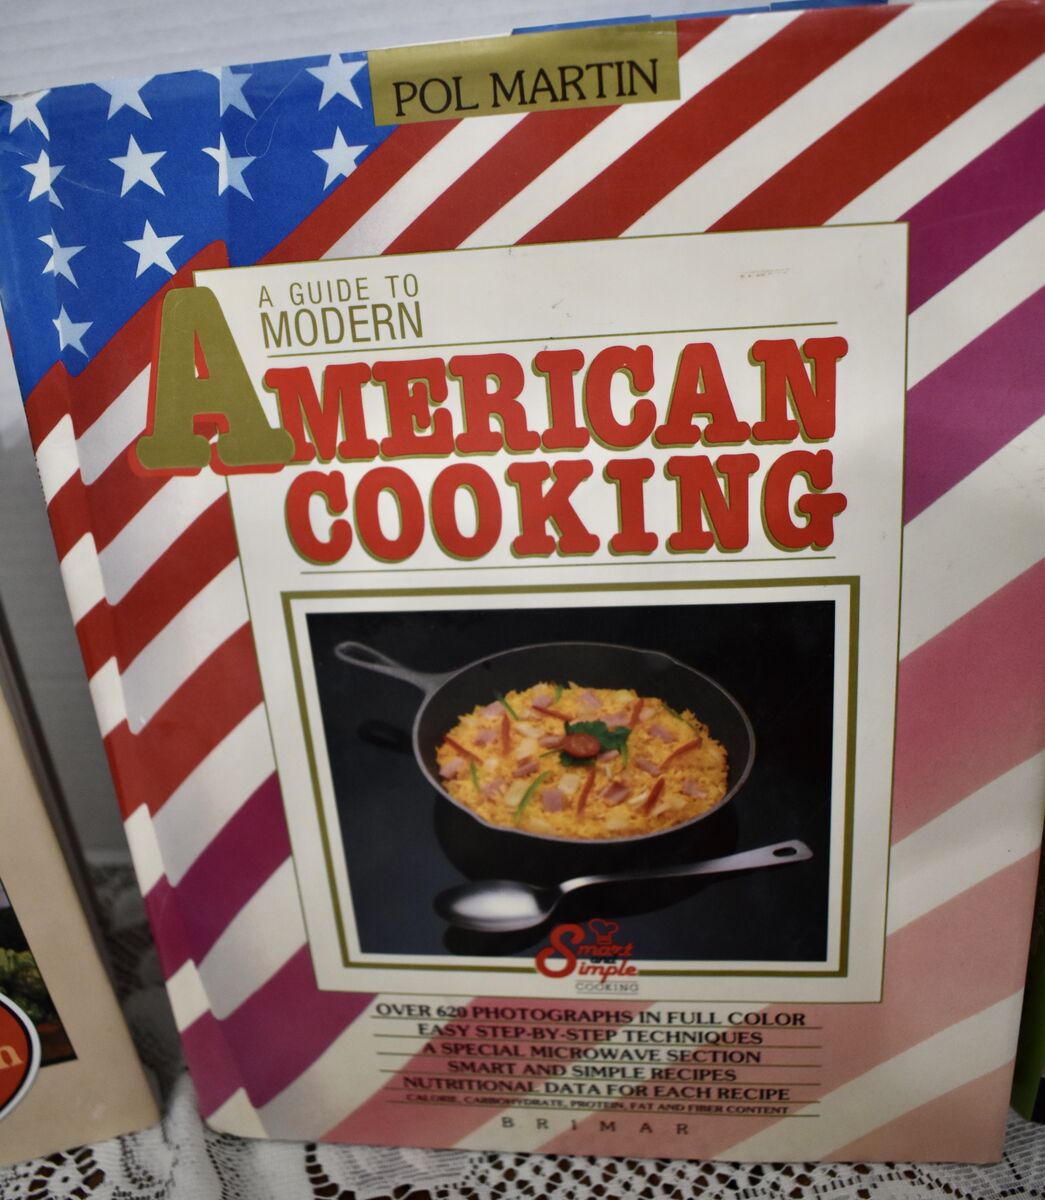 POL MARTIN
A GUIDE TO
MODERN
AMERICAN
COOKING
Smart
and
Simple
COOKING
OVER 620 PHOTOGRAPHS IN FULL COLOR
EASY STEP-BY-STEP TECHNIQUES
A SPECIAL MICROWAVE SECTION
SMART AND SIMPLE RECIPES
NUTRITIONAL DATA FOR EACH RECIPE
CALORIE, CARBOHYDRATE, PROTEIN, FAT AND FIBER CONTENT
BRIMAR